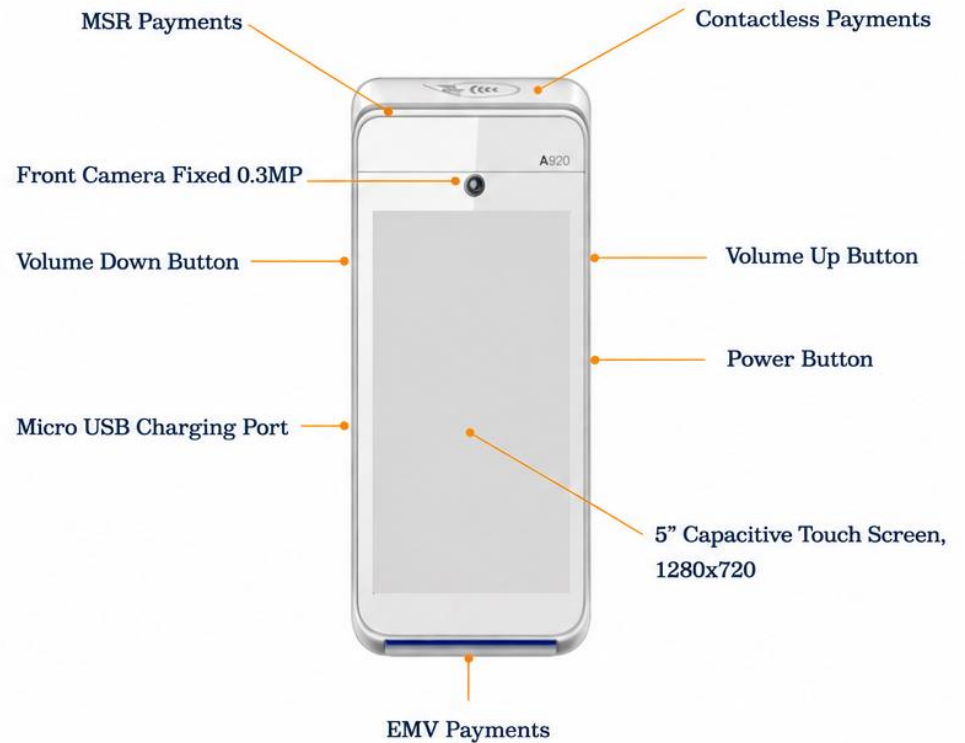 MSR Payments
Contactless Payments
A920
Front Camera Fixed 0.3MP
Volume Down Button
Volume Up Button
Power Button
Micro USB Charging Port
5” Capacitive Touch Screen,
1280x720
EMV Payments